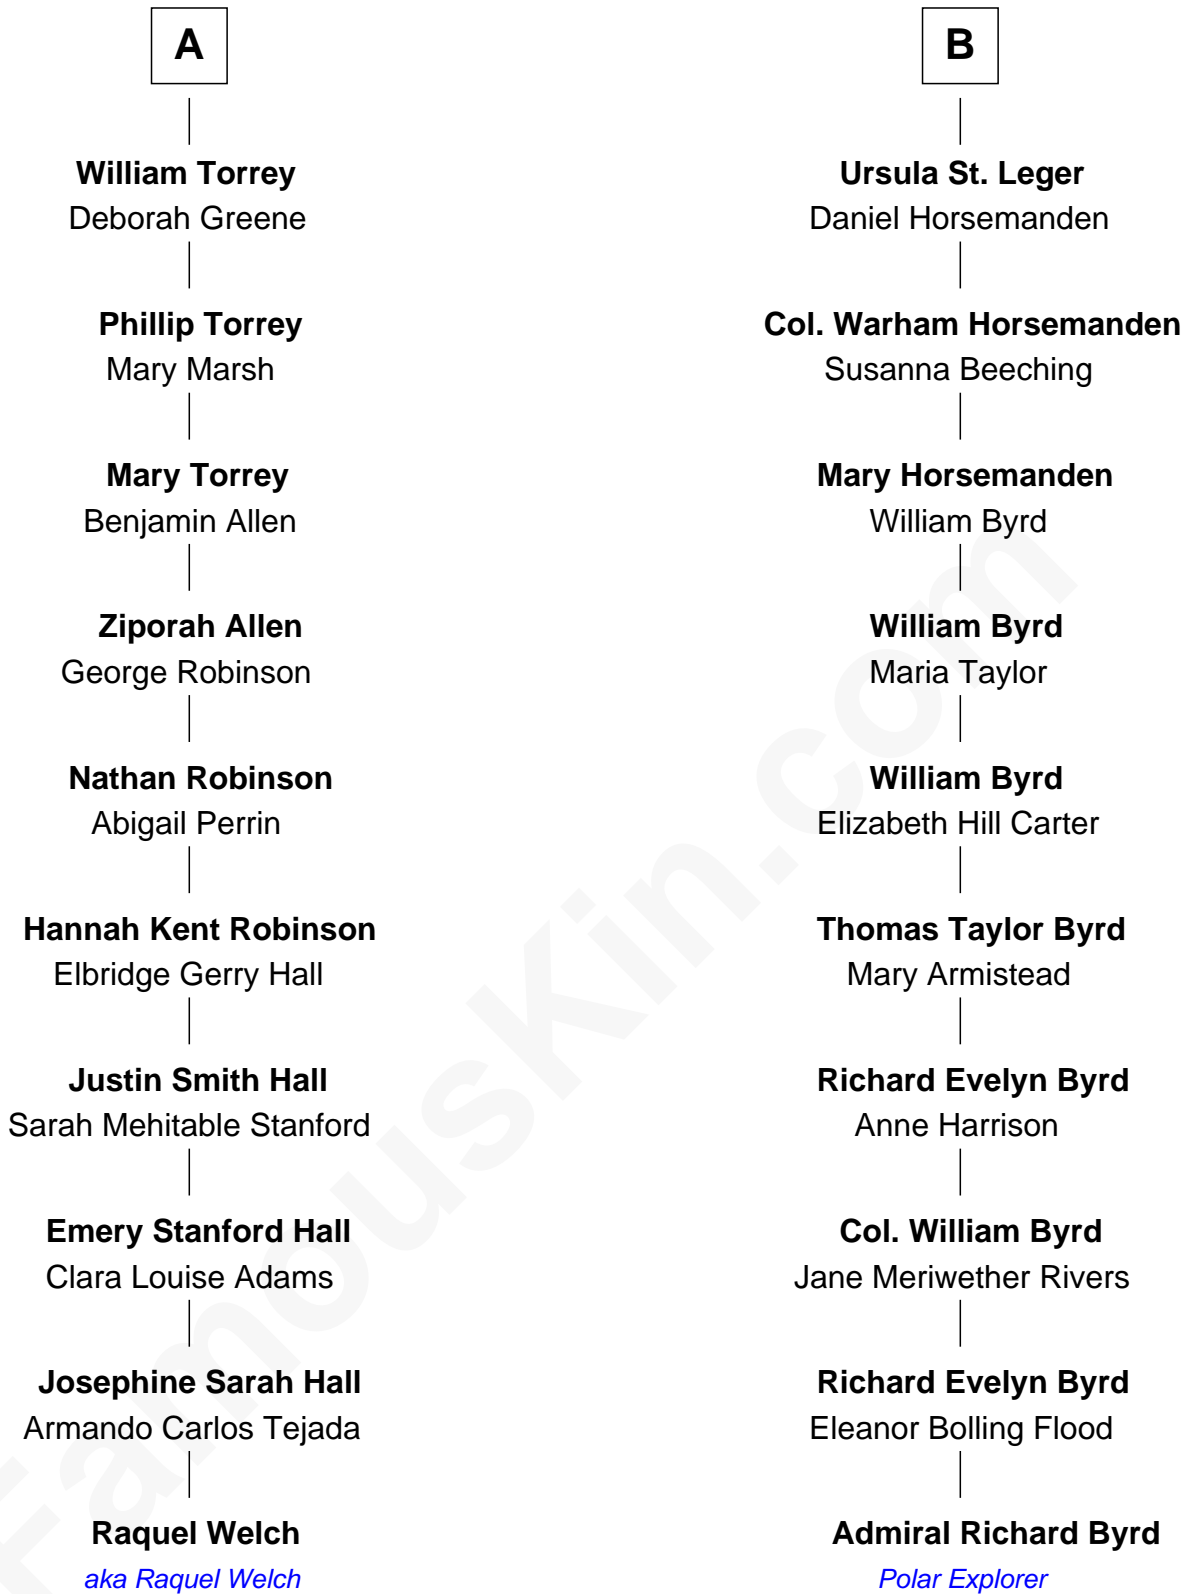 A
William Torrey
Deborah Greene
Phillip Torrey
Mary Marsh
Mary Torrey
Benjamin Allen
Ziporah Allen
George Robinson
Nathan Robinson
Abigail Perrin
Hannah Kent Robinson
Elbridge Gerry Hall
Justin Smith Hall
Sarah Mehitable Stanford
Emery Stanford Hall
Clara Louise Adams
Josephine Sarah Hall
Armando Carlos Tejada
Raquel Welch
aka Raquel Welch
B
Ursula St. Leger
Daniel Horsemanden
Col. Warham Horsemanden
Susanna Beeching
Mary Horsemanden
William Byrd
William Byrd
Maria Taylor
William Byrd
Elizabeth Hill Carter
Thomas Taylor Byrd
Mary Armistead
Richard Evelyn Byrd
Anne Harrison
Col. William Byrd
Jane Meriwether Rivers
Richard Evelyn Byrd
Eleanor Bolling Flood
Admiral Richard Byrd
Polar Explorer
FamousKin.com